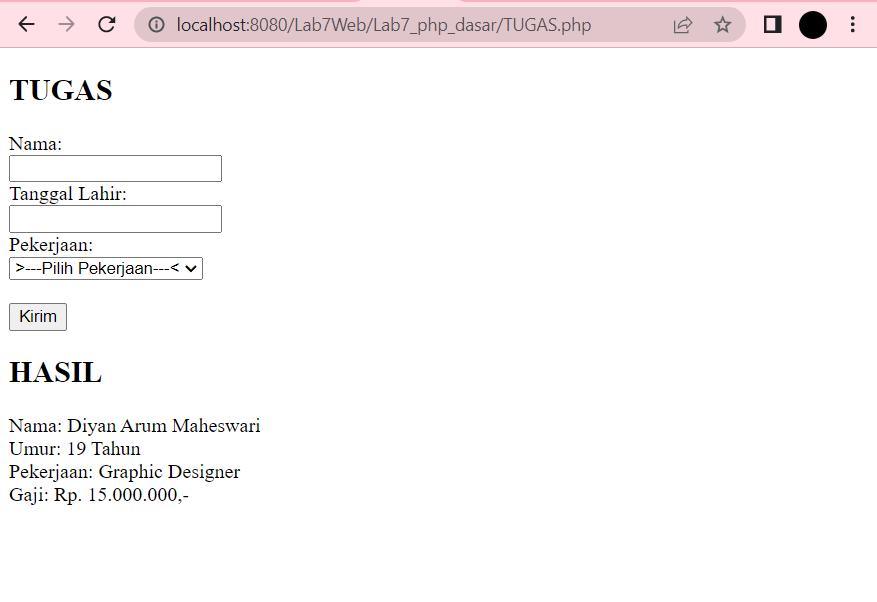 localhost:8080/Lab7Web/Lab7_php_dasar/TUGAS.php
TUGAS
Nama:
Tanggal Lahir:
Pekerjaan:
>---Pilih Pekerjaan---<
Kirim
HASIL
Nama: Diyan Arum Maheswari
Umur: 19 Tahun
Pekerjaan: Graphic Designer
Gaji: Rp. 15.000.000,-